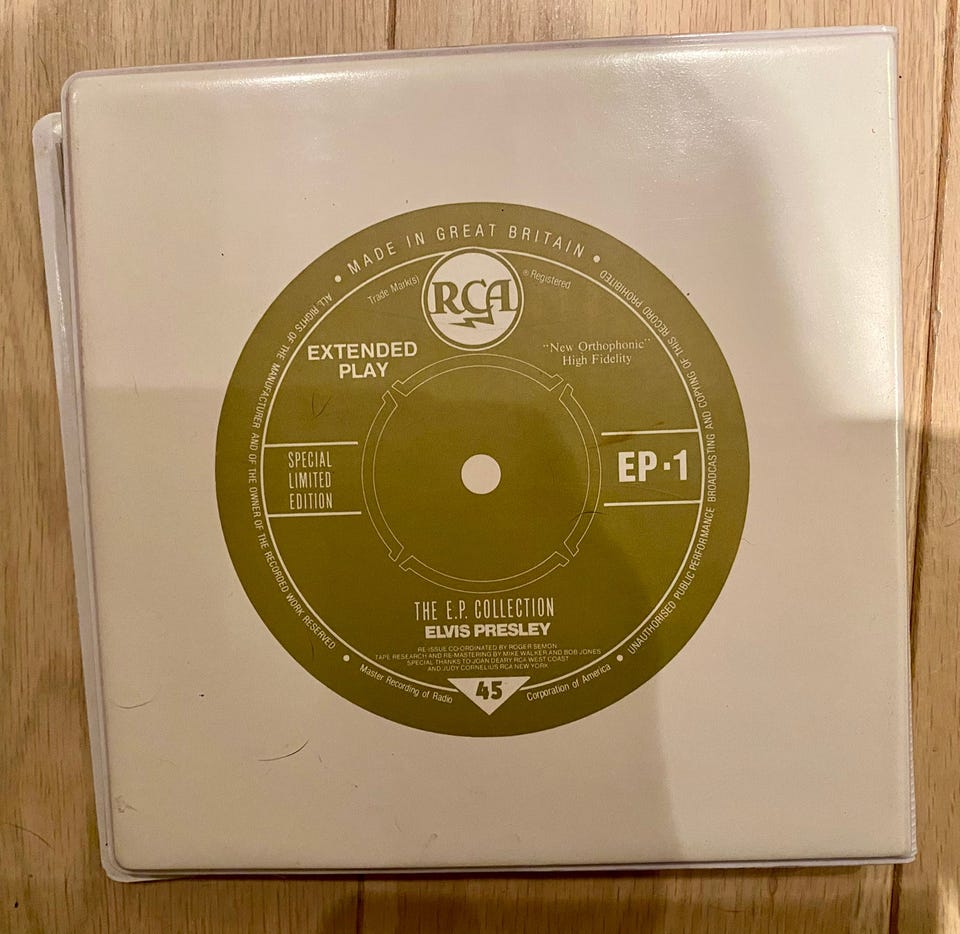 • MADE IN GREAT BRITAIN •
Trade Mark(s)
RCA
® Registered
EXTENDED
PLAY
"New Orthophonic"
High Fidelity
SPECIAL
LIMITED
EDITION
EP·1
THE E.P. COLLECTION
ELVIS PRESLEY
RE-ISSUE CO-ORDINATED BY ROGER SEMON
TAPE RESEARCH AND RE-MASTERING BY MIKE WALKER AND BOB JONES
SPECIAL THANKS TO JOAN DEARY RCA WEST COAST
AND JUDY CORNELIUS RCA NEW YORK
45
ALL RIGHTS OF THE MANUFACTURER AND OF THE OWNER OF THE RECORDED WORK RESERVED
• Master Recording of Radio Corporation of America •
UNAUTHORISED PUBLIC PERFORMANCE BROADCASTING AND COPYING OF THIS RECORD PROHIBITED